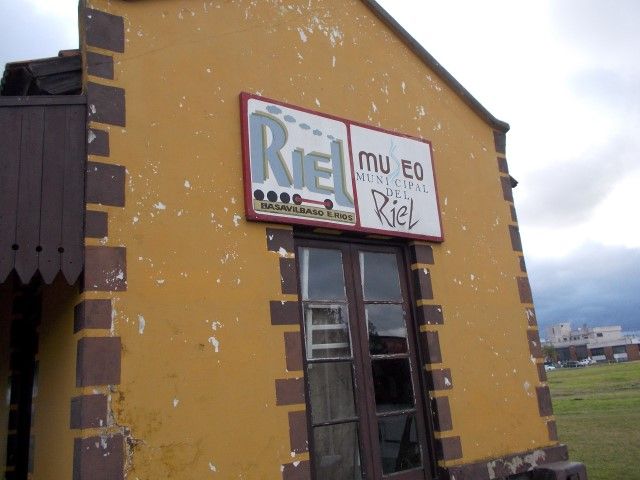 RIEL
BASAVILBASO E.RIOS
MUSEO
MUNICIPAL
DEL
RIEL